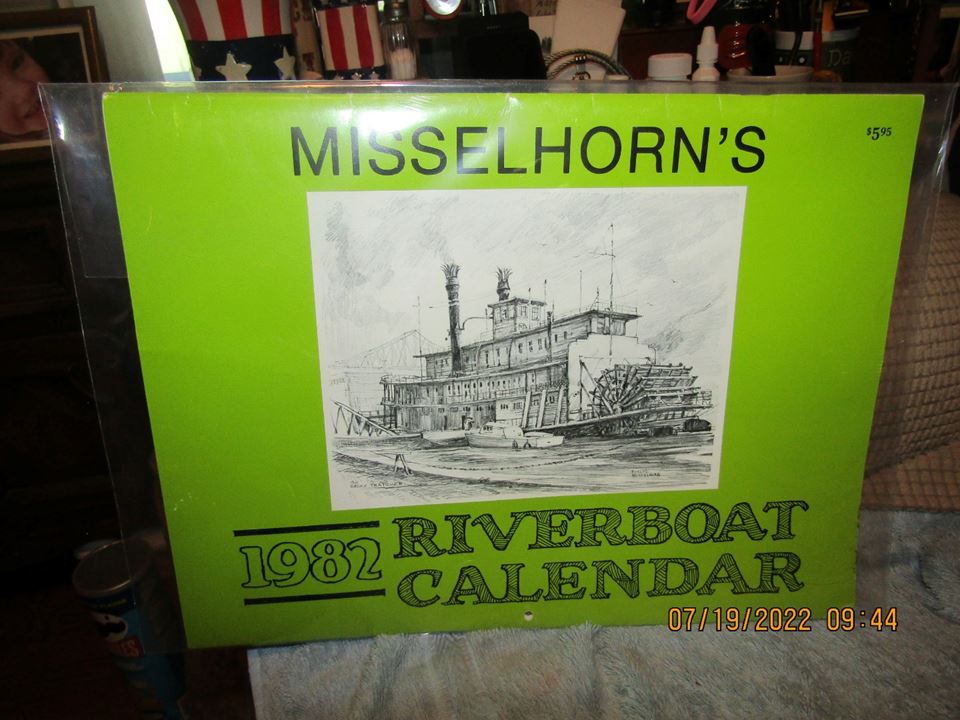 MISSELHORN'S
$5.95
1982
RIVERBOAT
CALENDAR
07/19/2022 09:44